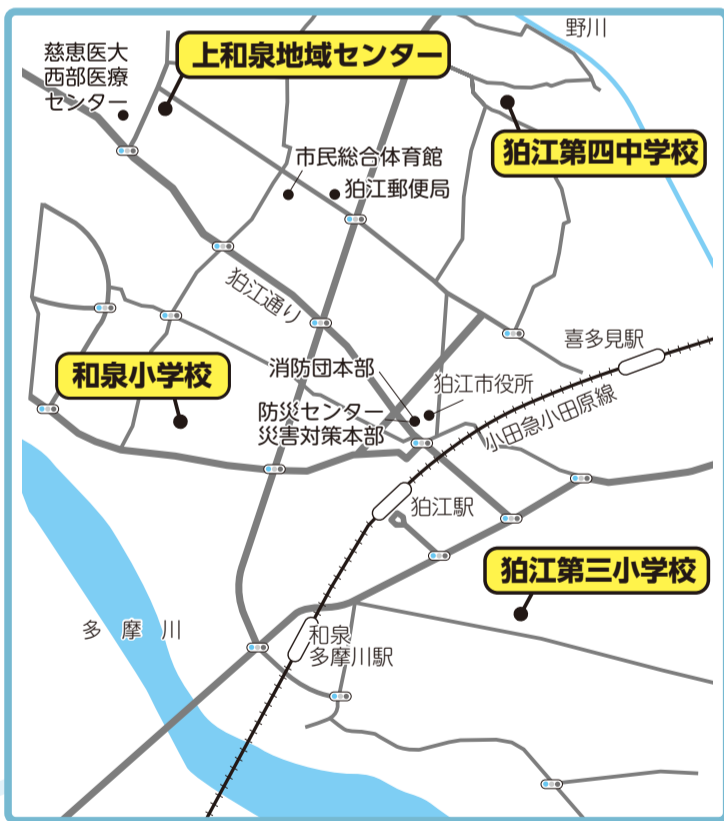 野川
慈恵医大
西部医療
センター
上和泉地域センター
狛江第四中学校
市民総合体育館
狛江郵便局
狛江通り
喜多見駅
和泉小学校
消防団本部
狛江市役所
防災センター
災害対策本部
小田急小田原線
狛江駅
狛江第三小学校
多摩川
和泉
多摩川駅